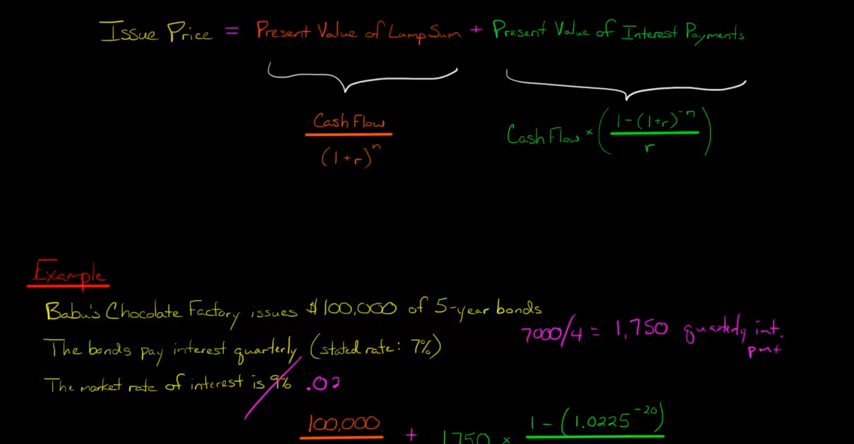 Issue Price = Present Value of Lump Sum + Present Value of Interest Payments
Cash Flow
(1+r)^n
Cash Flow × (1-(1+r)^-n
r)
Example
Babu's Chocolate Factory issues $100,000 of 5-year bonds
7000/4 = 1,750 quarterly int.
pmt
The bonds pay interest quarterly (stated rate: 7%)
The market rate of interest is 9% .02
100,000 + 1,750 × 1-(1.0225^-20)